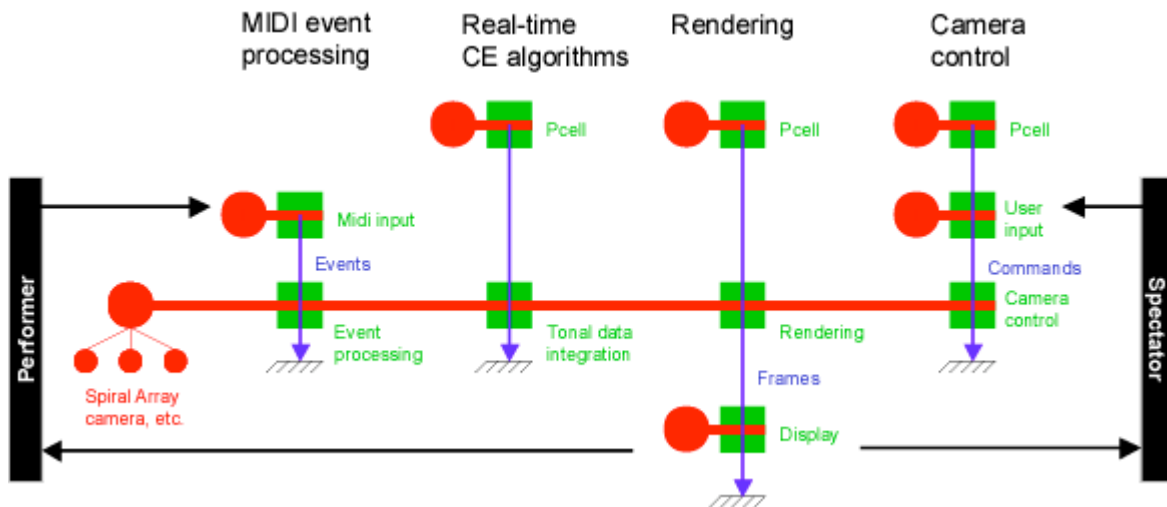 MIDI event
processing
Real-time
CE algorithms
Rendering
Camera
control
Pcell
Pcell
Pcell
Midi input
User
input
Events
Commands
Event
processing
Tonal data
integration
Rendering
Camera
control
Performer
Spectator
Spiral Array
camera, etc.
Frames
Display